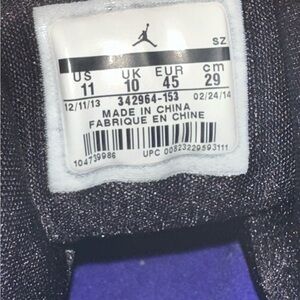 SZ
US UK EUR cm
11 10 45 29
12/11/13 342964-153 02/24/14
MADE IN CHINA
FABRIQUE EN CHINE
104739986
UPC 00823229593111